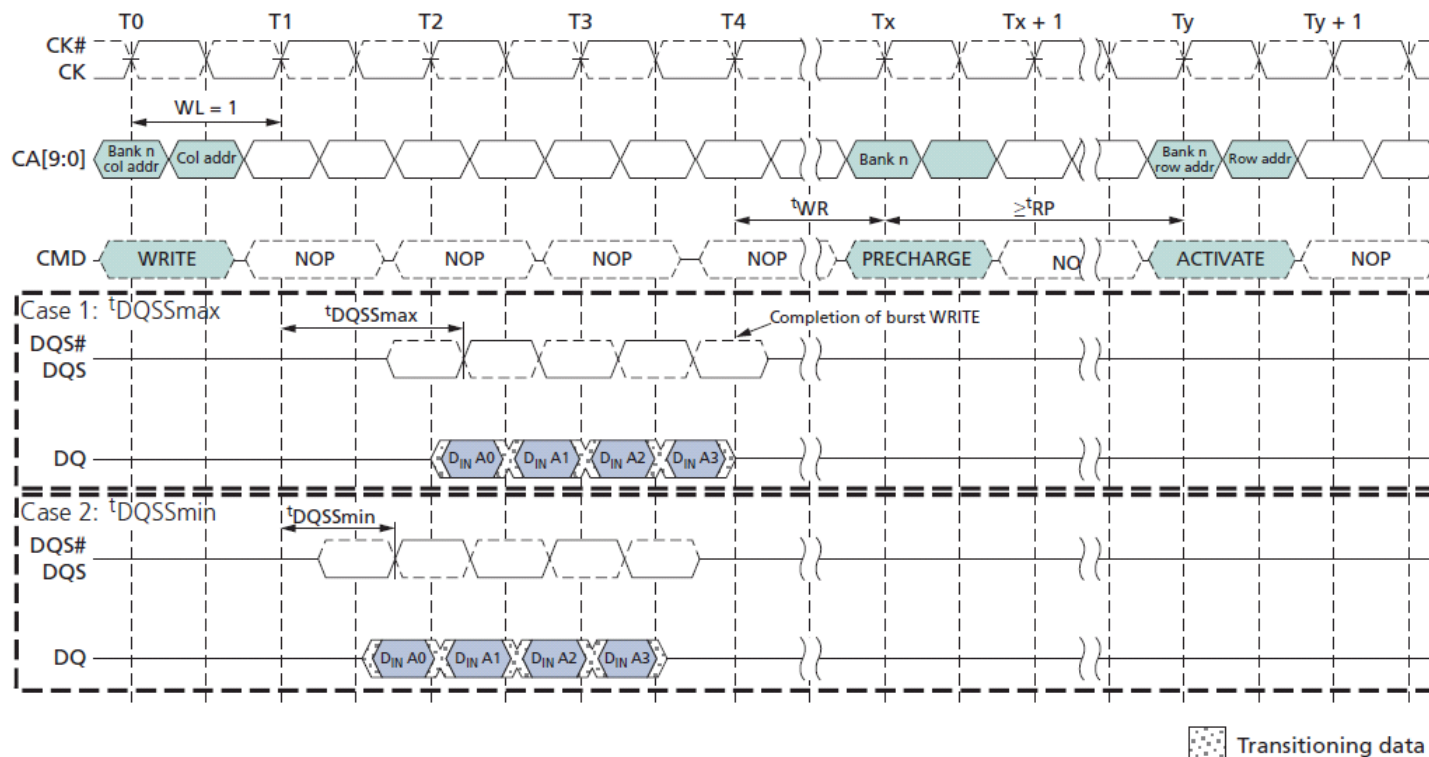 T0 T1 T2 T3 T4 Tx Tx + 1 Ty Ty + 1
CK#
CK
WL = 1
CA[9:0] Bank n col addr Col addr Bank n Bank n row addr Row addr
tWR ≥tRP
CMD WRITE NOP NOP NOP NOP PRECHARGE NO ACTIVATE NOP
Case 1: tDQSSmax
tDQSSmax
Completion of burst WRITE
DQS#
DQS
DQ DIN A0 DIN A1 DIN A2 DIN A3
Case 2: tDQSSmin
tDQSSmin
DQS#
DQS
DQ DIN A0 DIN A1 DIN A2 DIN A3
Transitioning data